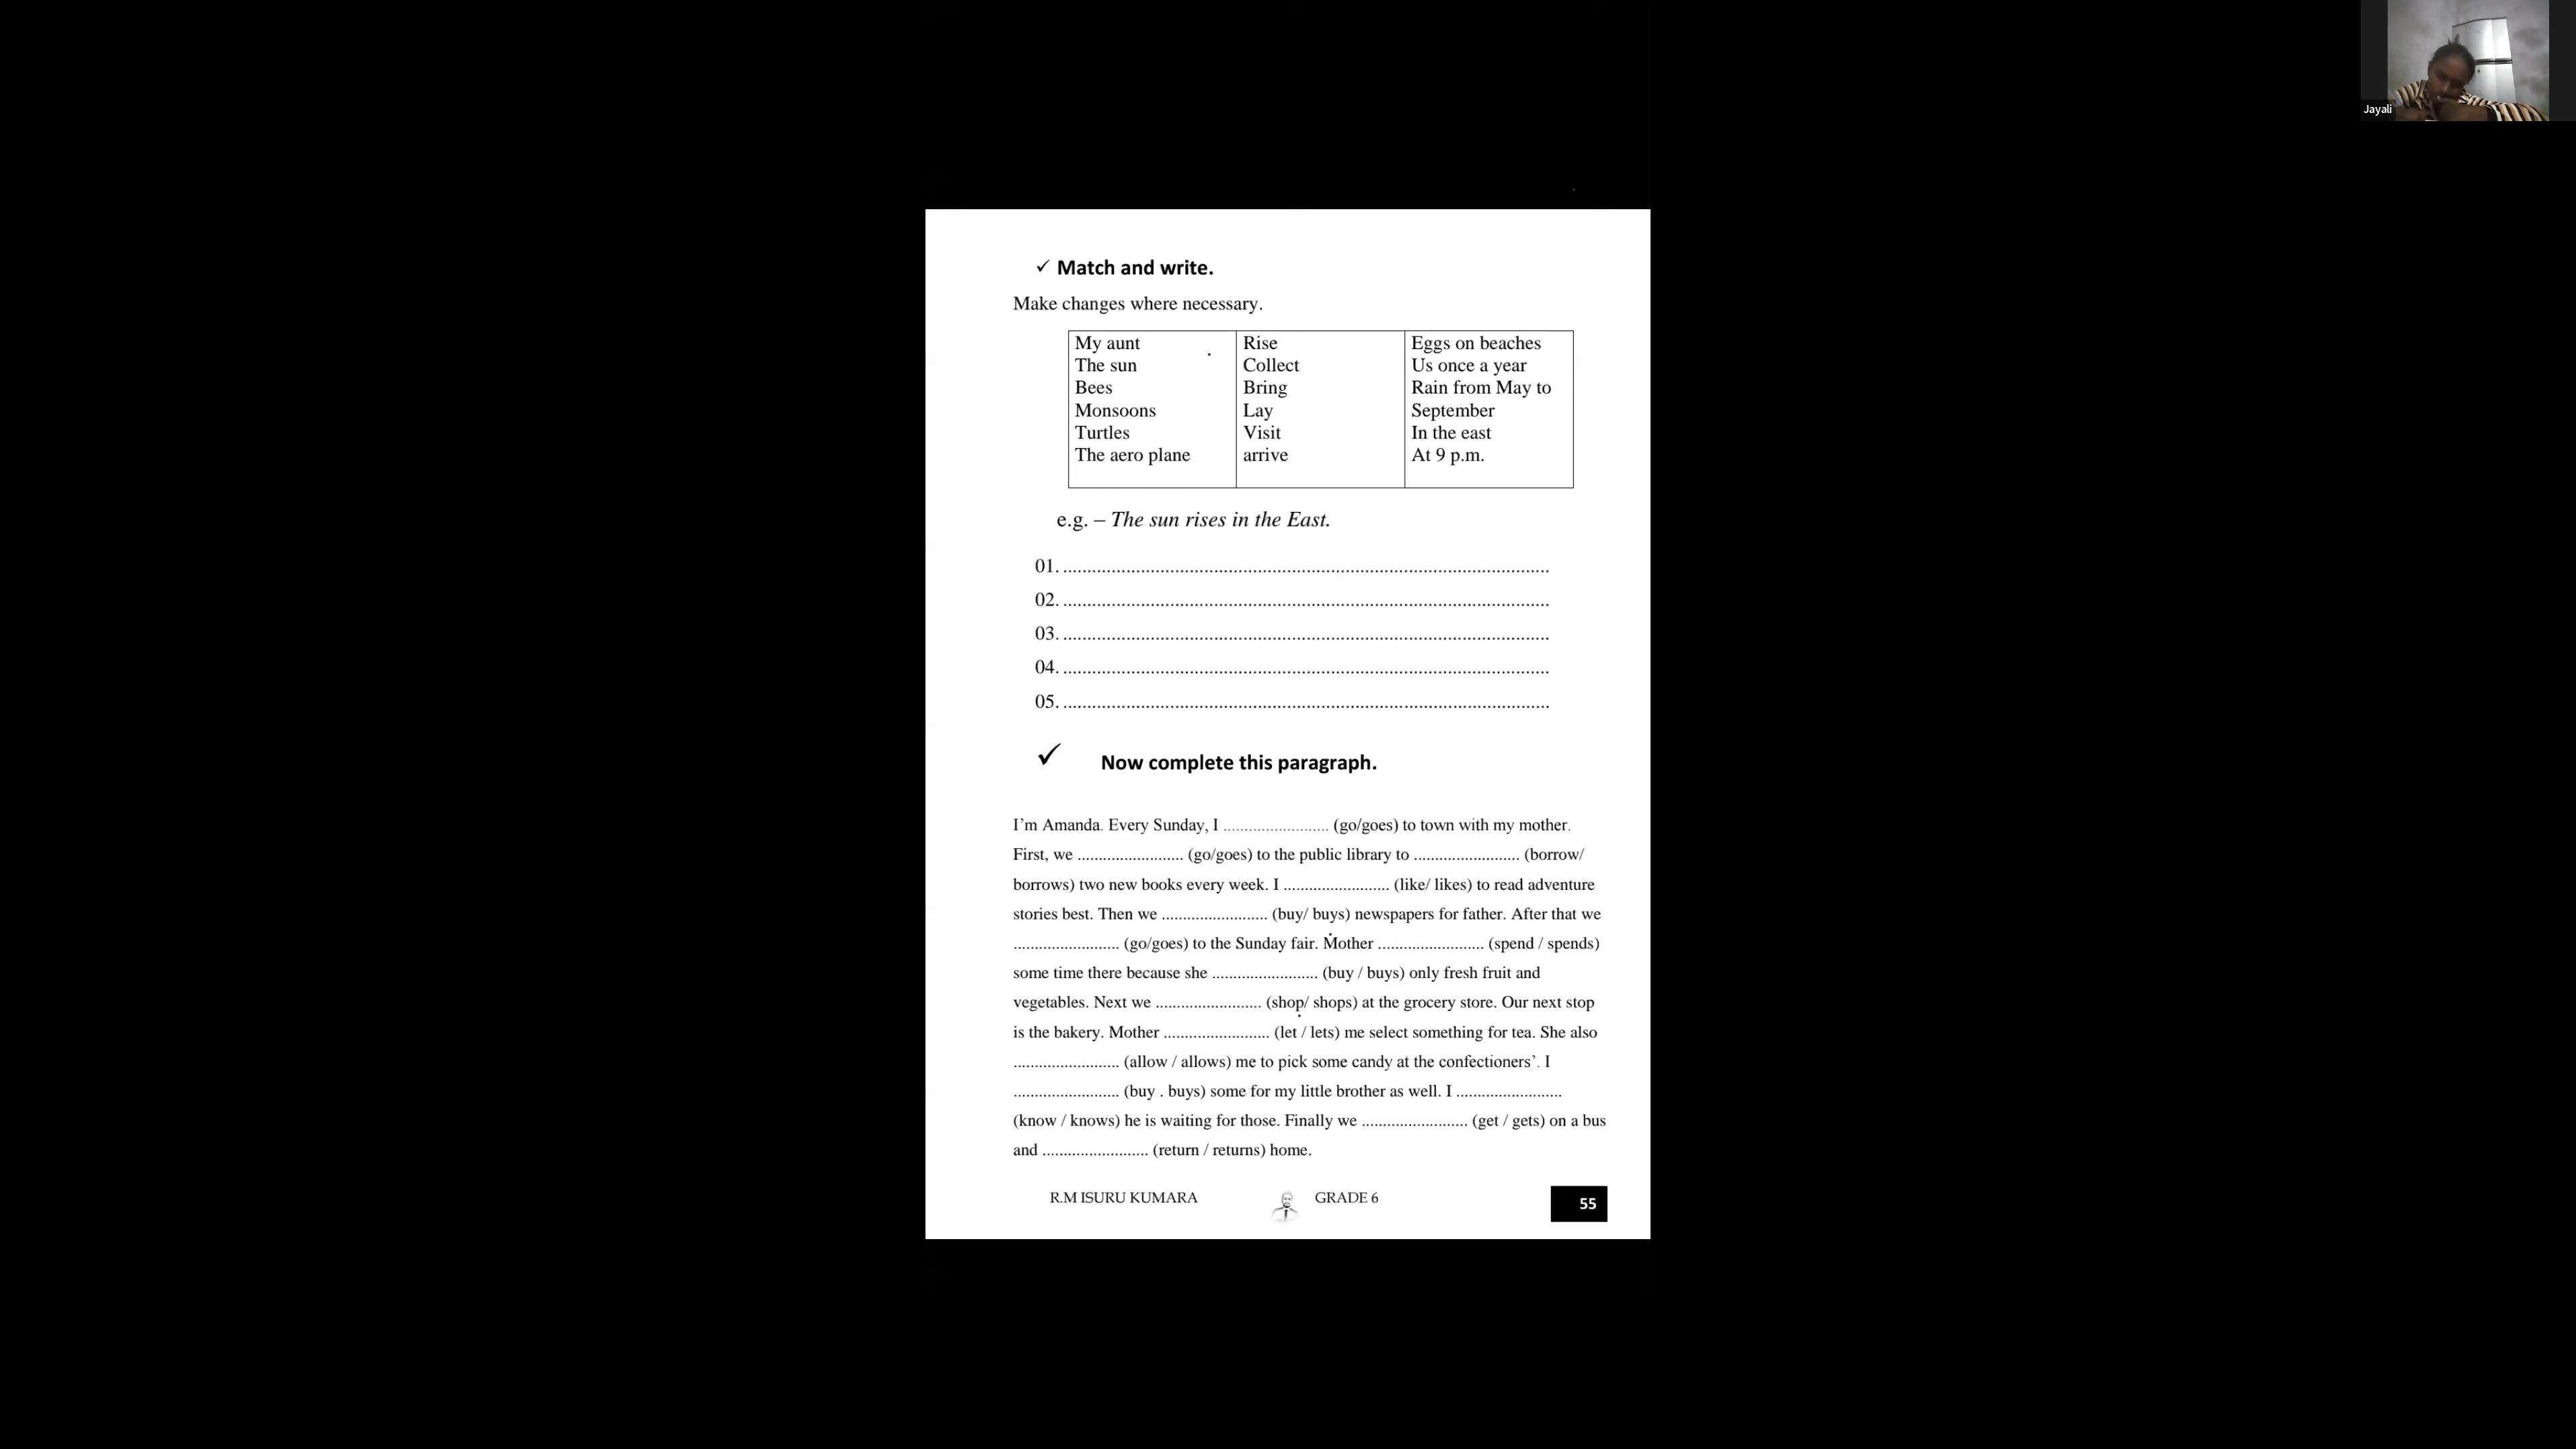 Jayali
✓ Match and write.
Make changes where necessary.
My aunt
The sun
Bees
Monsoons
Turtles
The aero plane
Rise
Collect
Bring
Lay
Visit
arrive
Eggs on beaches
Us once a year
Rain from May to
September
In the east
At 9 p.m.
e.g. – The sun rises in the East.
01. ....................................................................................................
02. ....................................................................................................
03. ....................................................................................................
04. ....................................................................................................
05. ....................................................................................................
✓ Now complete this paragraph.
I'm Amanda. Every Sunday, I ......................... (go/goes) to town with my mother.
First, we ......................... (go/goes) to the public library to ......................... (borrow/
borrows) two new books every week. I ......................... (like/ likes) to read adventure
stories best. Then we ......................... (buy/ buys) newspapers for father. After that we
......................... (go/goes) to the Sunday fair. Mother ......................... (spend / spends)
some time there because she ......................... (buy / buys) only fresh fruit and
vegetables. Next we ......................... (shop/ shops) at the grocery store. Our next stop
is the bakery. Mother ......................... (let / lets) me select something for tea. She also
......................... (allow / allows) me to pick some candy at the confectioners'. I
......................... (buy . buys) some for my little brother as well. I .........................
(know / knows) he is waiting for those. Finally we ......................... (get / gets) on a bus
and ......................... (return / returns) home.
R.M ISURU KUMARA GRADE 6 55